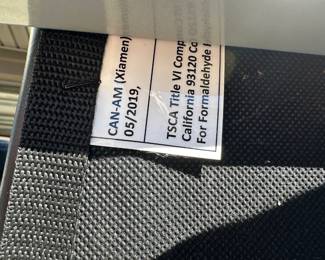 CAN-AM (Xiamen)
05/2019,
TSCA Title VI Comp
California 93120 Co
For Formaldehyde